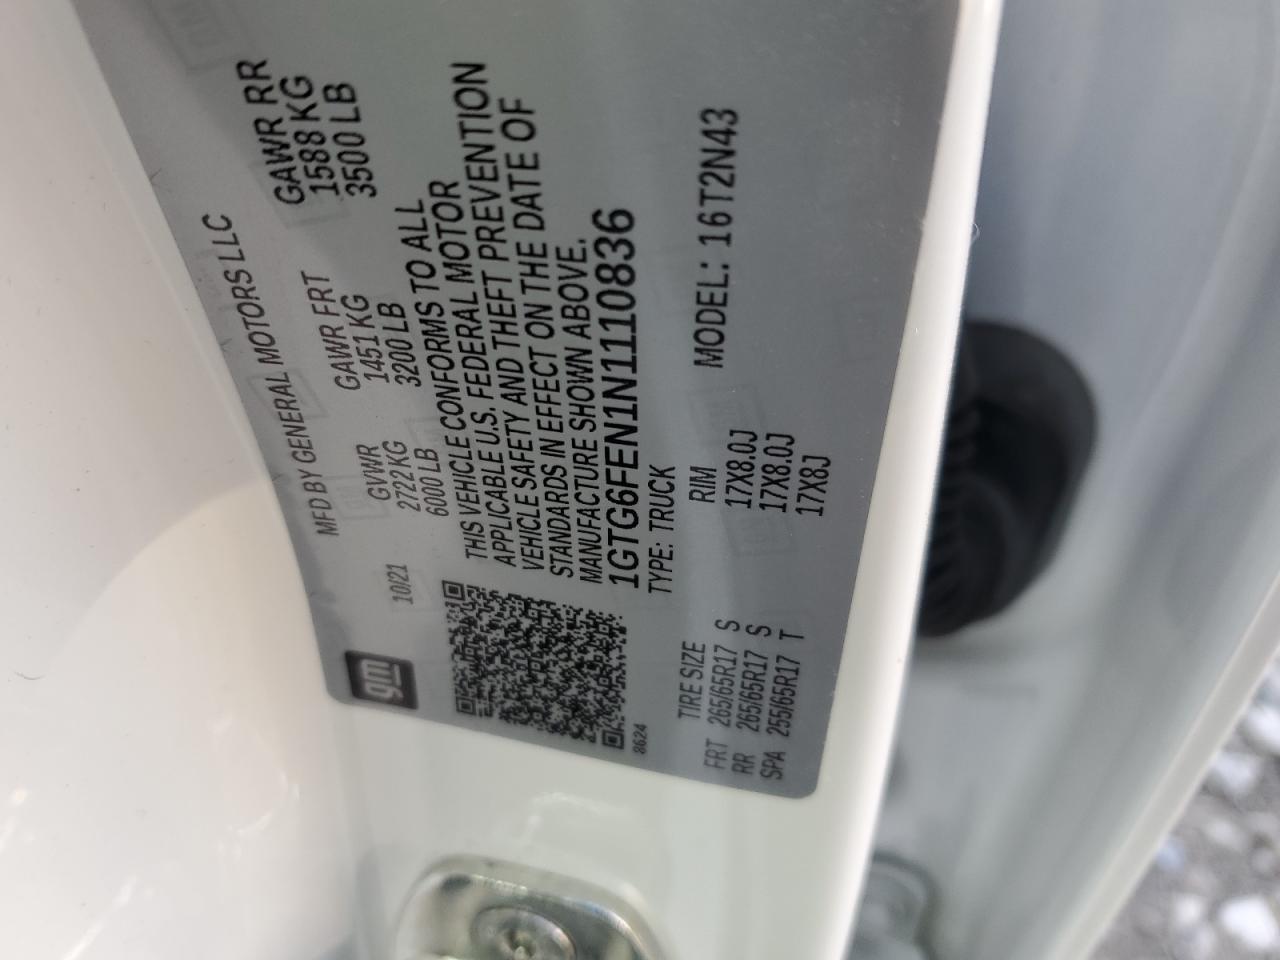 gm
MFD BY GENERAL MOTORS LLC
10/21 GVWR GAWR FRT GAWR RR
2722 KG 1451 KG 1588 KG
6000 LB 3200 LB 3500 LB
THIS VEHICLE CONFORMS TO ALL
APPLICABLE U.S. FEDERAL MOTOR
VEHICLE SAFETY AND THEFT PREVENTION
STANDARDS IN EFFECT ON THE DATE OF
MANUFACTURE SHOWN ABOVE.
1GTG6FEN1N1110836
8624
TYPE: TRUCK MODEL: 16T2N43
TIRE SIZE RIM
FRT 265/65R17 S 17X8.0J
RR 265/65R17 S 17X8.0J
SPA 255/65R17 T 17X8J